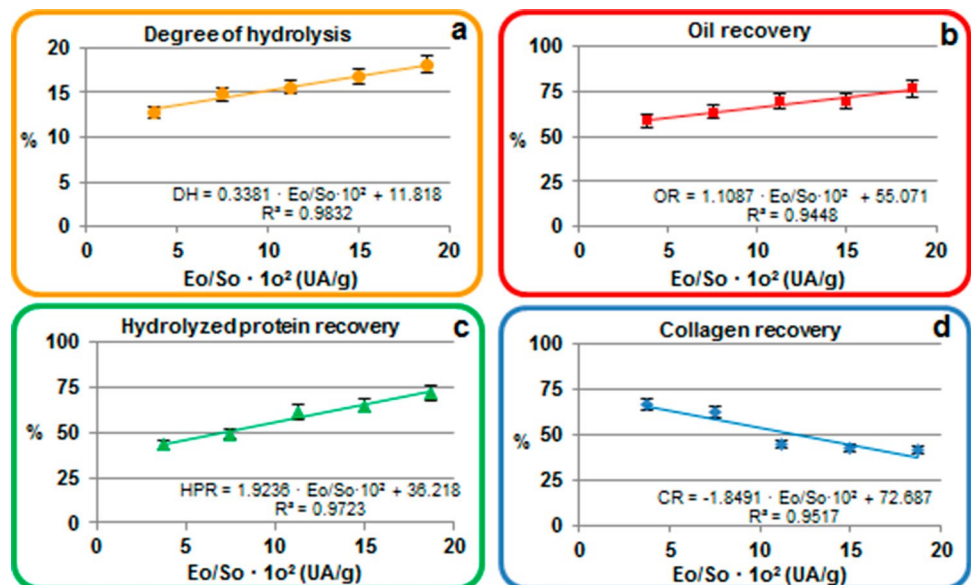 Degree of hydrolysis
a
20
15
%
10
5
0
DH = 0.3381 · Eo/So·10² + 11.818
R² = 0.9832
0 5 10 15 20
Eo/So · 1o² (UA/g)
Oil recovery
b
100
75
%
50
25
0
OR = 1.1087 · Eo/So·10² + 55.071
R² = 0.9448
0 5 10 15 20
Eo/So · 1o² (UA/g)
Hydrolyzed protein recovery
c
100
75
%
50
25
0
HPR = 1.9236 · Eo/So·10² + 36.218
R² = 0.9723
0 5 10 15 20
Eo/So · 1o² (UA/g)
Collagen recovery
d
100
75
%
50
25
0
CR = -1.8491 · Eo/So·10² + 72.687
R² = 0.9517
0 5 10 15 20
Eo/So · 1o² (UA/g)